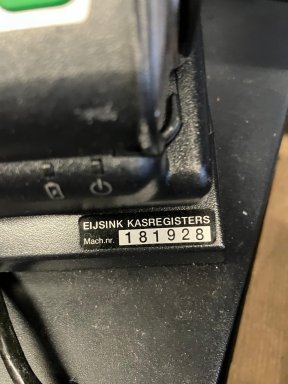 EIJSINK KASREGISTERS
Mach.nr. 181928